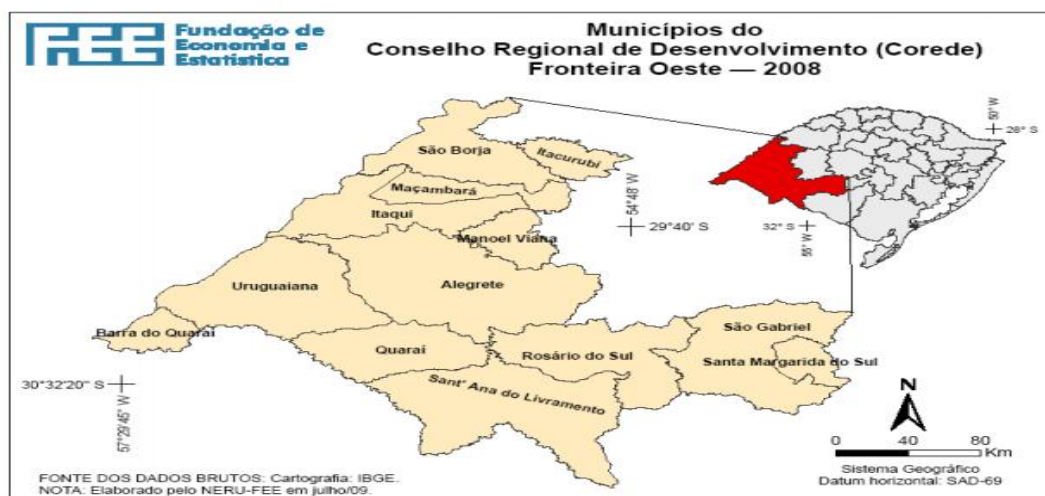 FEE Fundação de
Economia e
Estatística
Municípios do
Conselho Regional de Desenvolvimento (Corede)
Fronteira Oeste — 2008
São Borja
Itacurubi
Maçambará
Itaqui
Manoel Viana
Uruguaiana
Alegrete
Barra do Quaraí
Quaraí
Rosário do Sul
São Gabriel
Santa Margarida do Sul
Sant' Ana do Livramento
50° W
28° S
54°48' W
29°40' S
32° S
55° W
30°32'20" S
57°29'45" W
N
0 40 80
Km
Sistema Geográfico
Datum horizontal: SAD-69
FONTE DOS DADOS BRUTOS: Cartografia: IBGE.
NOTA: Elaborado pelo NERU-FEE em julho/09.